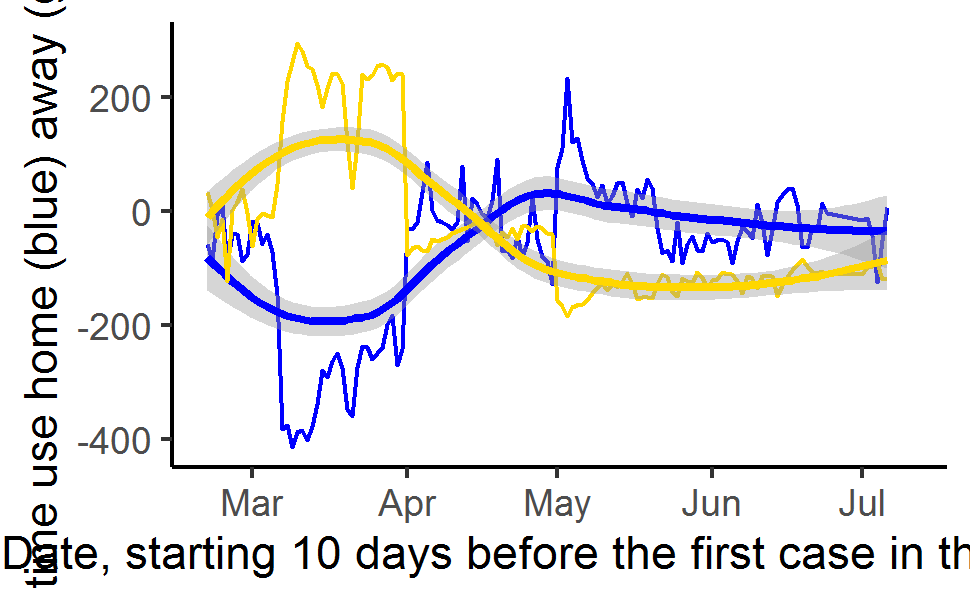 time use home (blue) away (
200
0
-200
-400
Mar Apr May Jun Jul
Date, starting 10 days before the first case in th